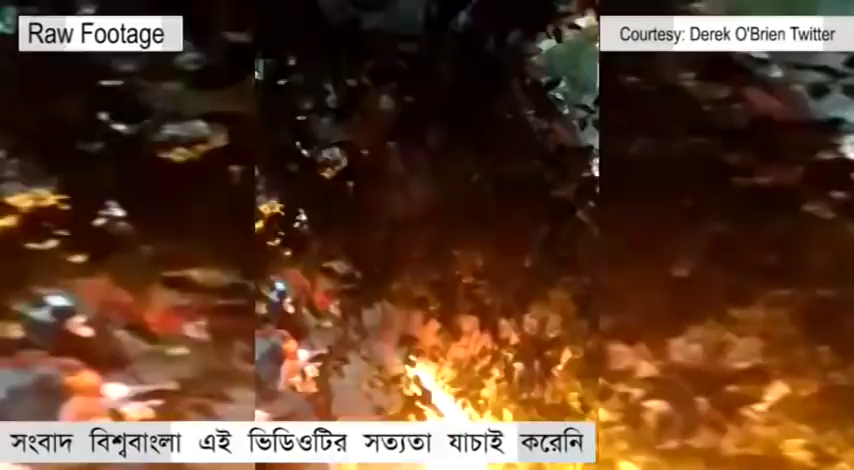 Raw Footage
Courtesy: Derek O'Brien Twitter
সংবাদ বিশ্ববাংলা এই ভিডিওটির সত্যতা যাচাই করেনি